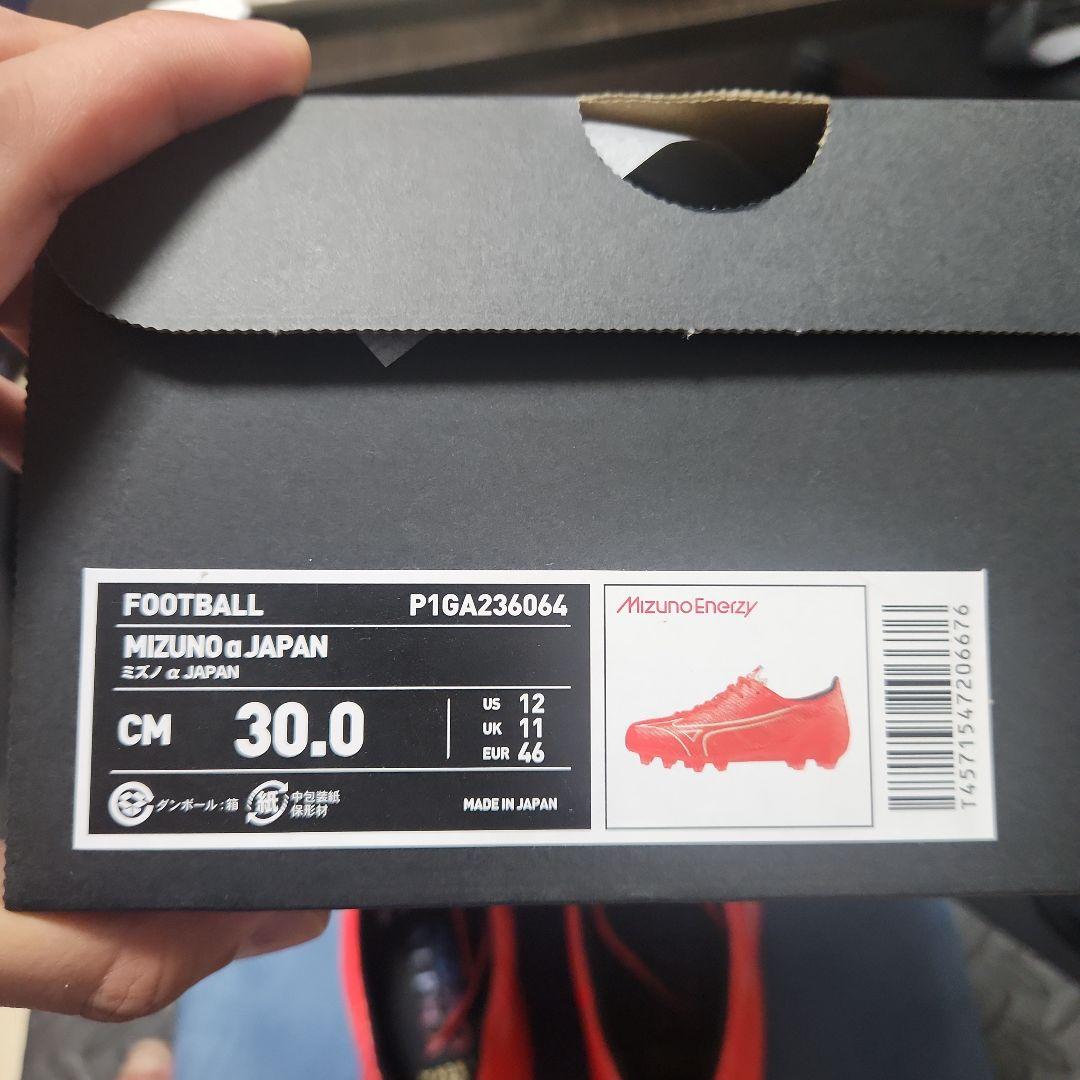 FOOTBALL P1GA236064
MIZUNO α JAPAN
ミズノ α JAPAN
CM 30.0
US 12
UK 11
EUR 46
ダンボール:箱
紙
中包装紙
保形材
MADE IN JAPAN
MizunoEnerzy
T4571547206676